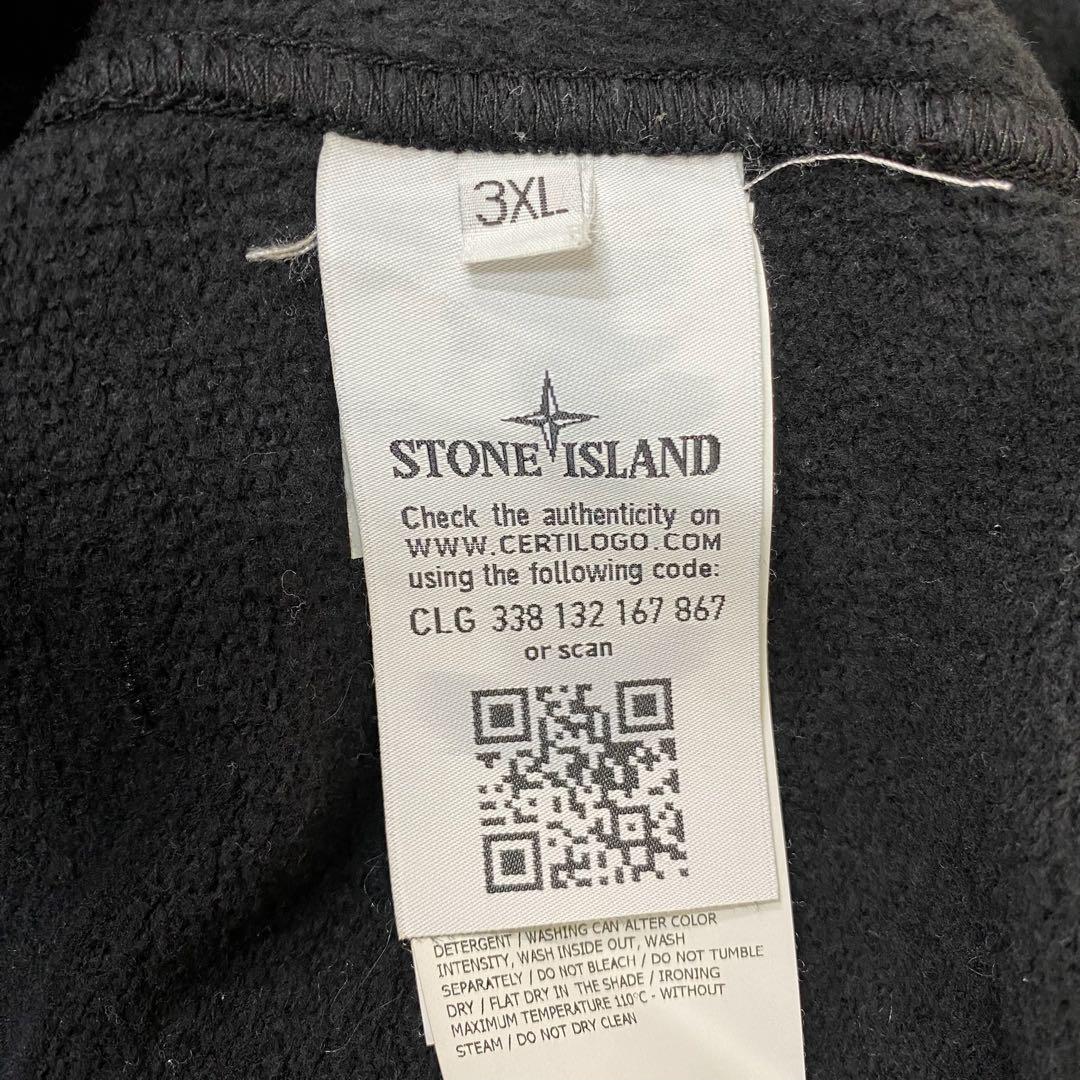 3XL
STONE ISLAND
Check the authenticity on
WWW.CERTILOGO.COM
using the following code:
CLG 338 132 167 867
or scan
DETERGENT / WASHING CAN ALTER COLOR
INTENSITY, WASH INSIDE OUT, WASH
SEPARATELY / DO NOT BLEACH / DO NOT TUMBLE
DRY / FLAT DRY IN THE SHADE / IRONING
MAXIMUM TEMPERATURE 110°C - WITHOUT
STEAM / DO NOT DRY CLEAN